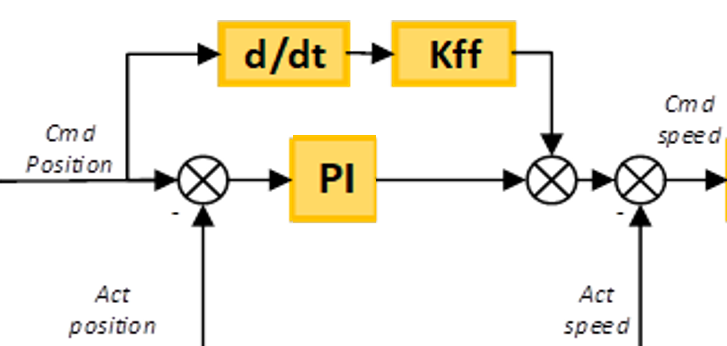 d/dt
Kff
Cmd
speed
Cmd
Position
PI
-
-
Act
position
Act
speed